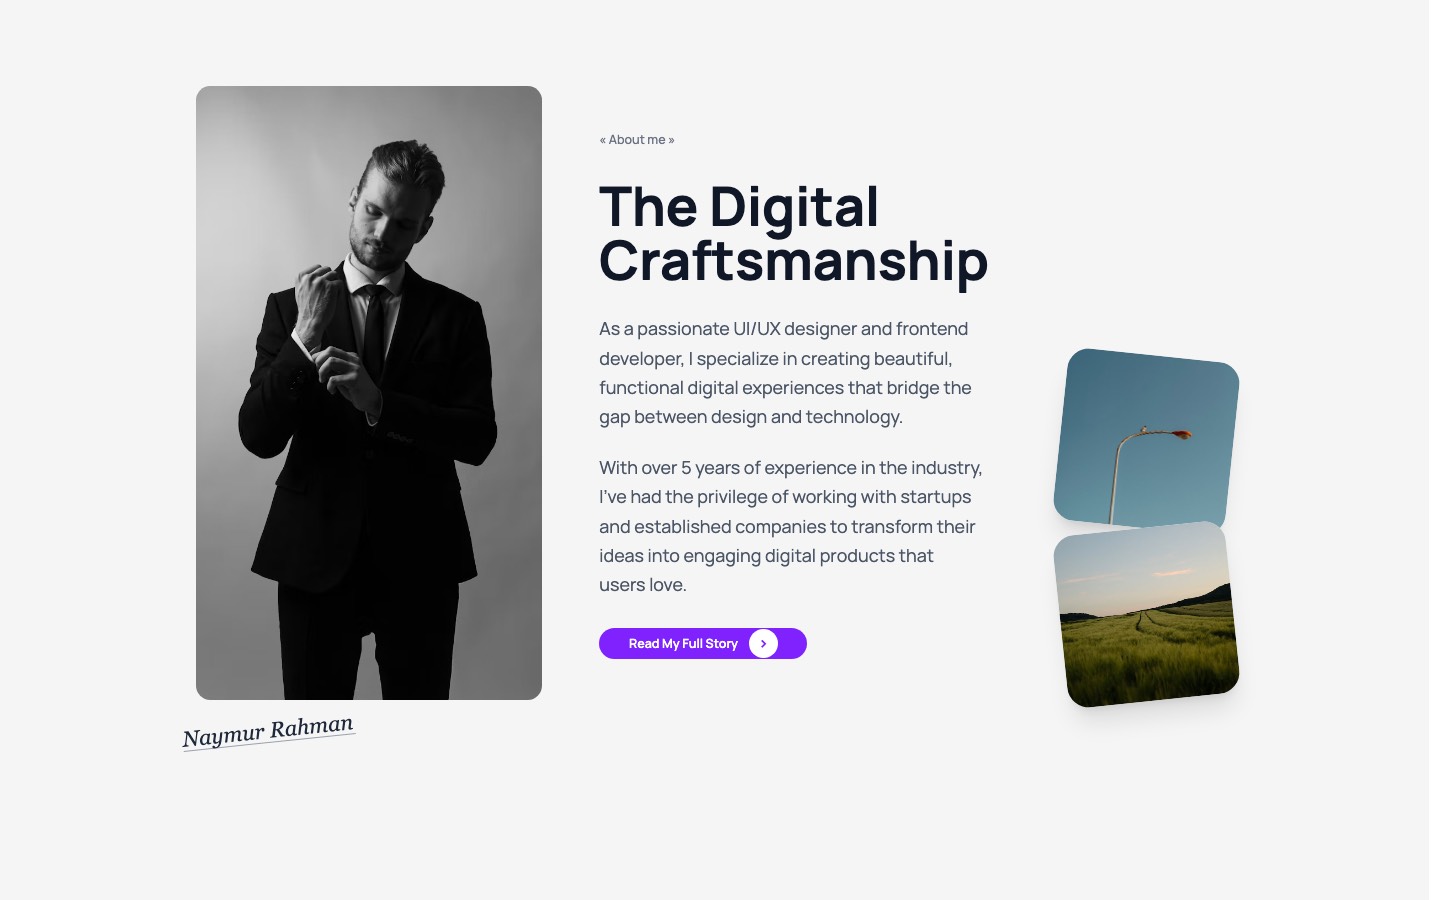 « About me »
The Digital
Craftsmanship
As a passionate UI/UX designer and frontend
developer, I specialize in creating beautiful,
functional digital experiences that bridge the
gap between design and technology.
With over 5 years of experience in the industry,
I've had the privilege of working with startups
and established companies to transform their
ideas into engaging digital products that
users love.
Read My Full Story
Naymur Rahman